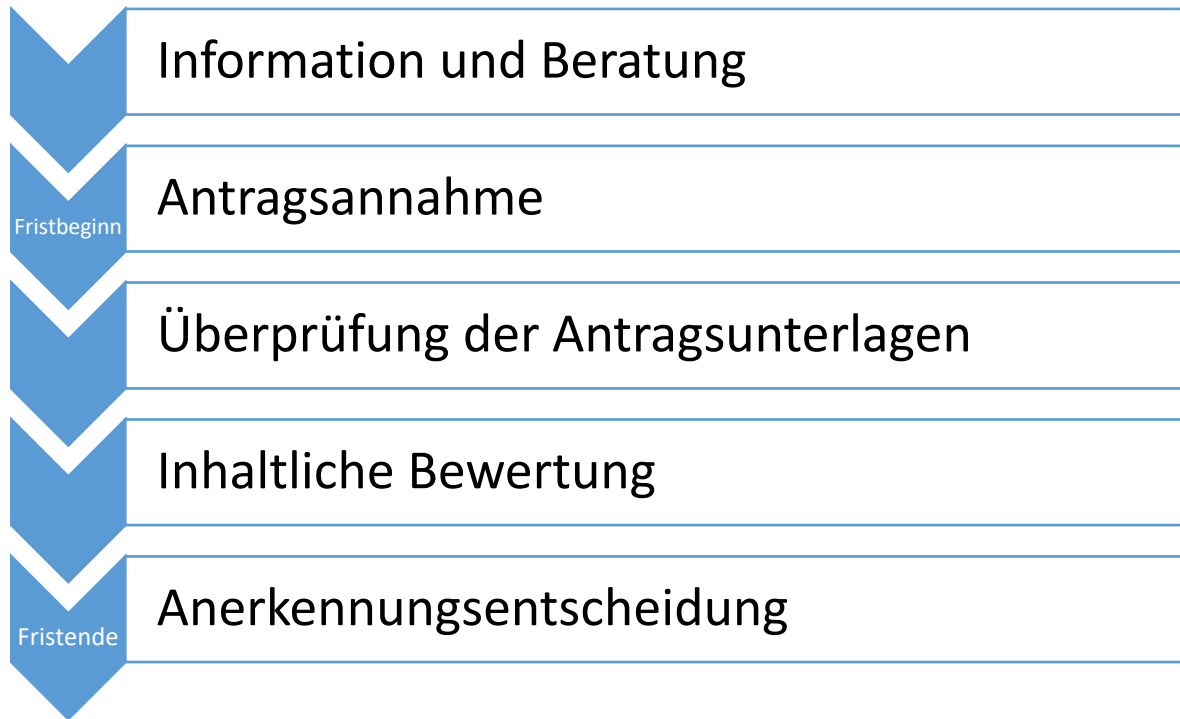 Information und Beratung
Antragsannahme
Fristbeginn
Überprüfung der Antragsunterlagen
Inhaltliche Bewertung
Anerkennungsentscheidung
Fristende